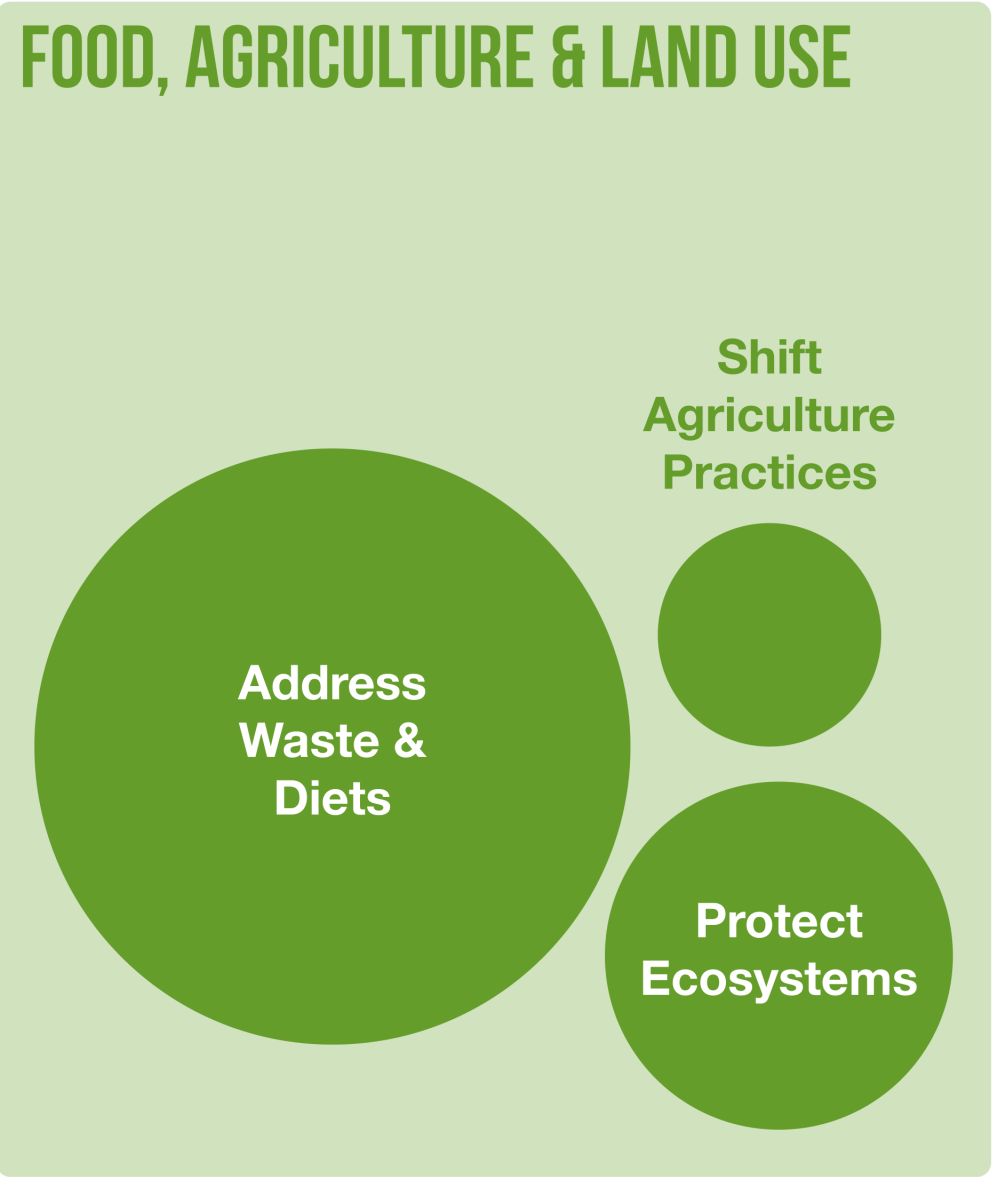 FOOD, AGRICULTURE & LAND USE
Shift
Agriculture
Practices
Address
Waste &
Diets
Protect
Ecosystems